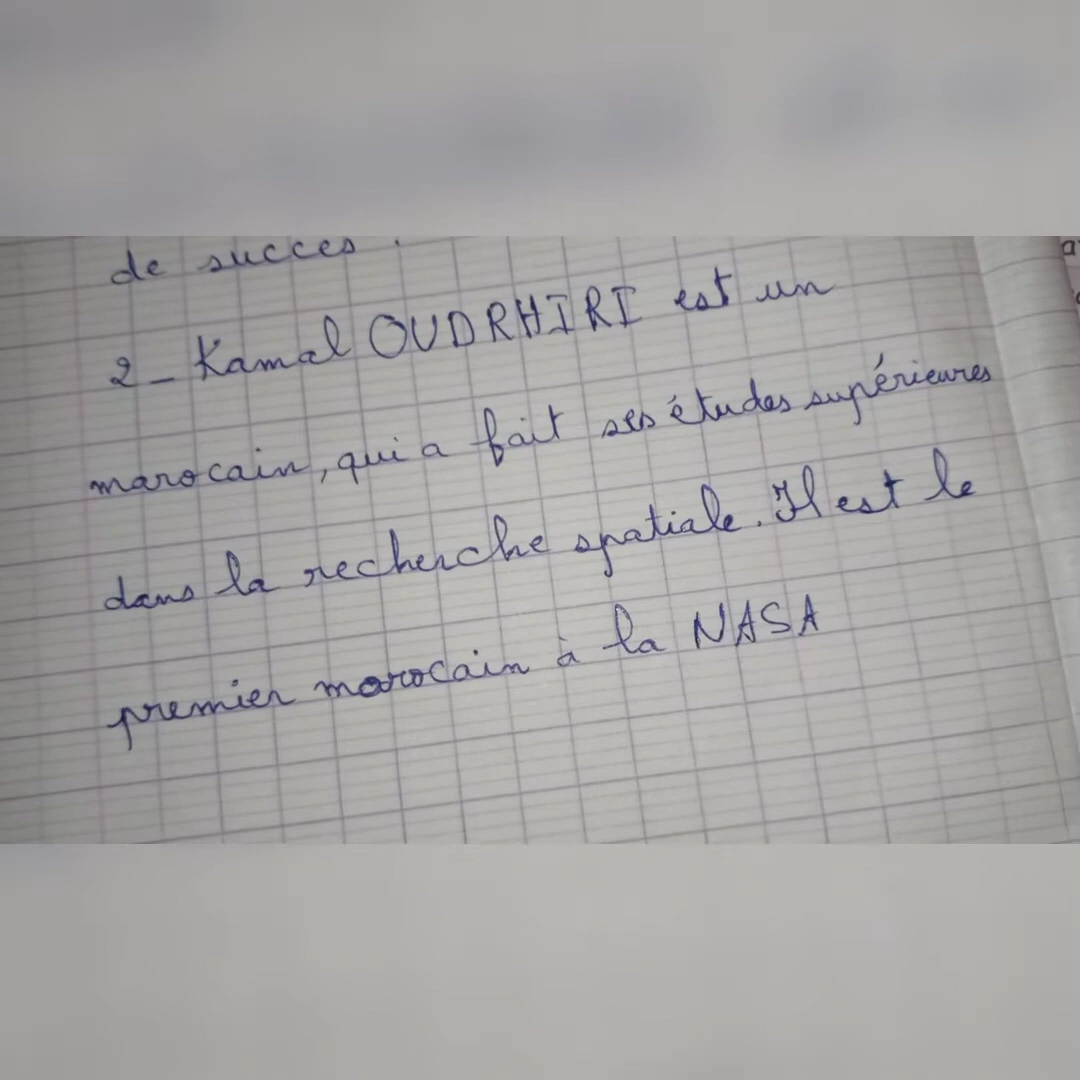 de succes.
2- Kamal OUDRHIRI est un
marocain, qui a fait ses études supérieures
dans la recherche spatiale. Il est le
premier marocain à la NASA